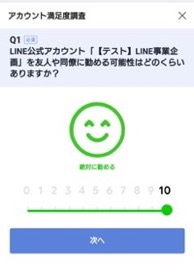 アカウント満足度調査 ×
Q1 必須
LINE公式アカウント「【テスト】LINE事業企
画」を友人や同僚に勧める可能性はどのくらい
ありますか？
絶対に勧める
0 1 2 3 4 5 6 7 8 9 10
次へ